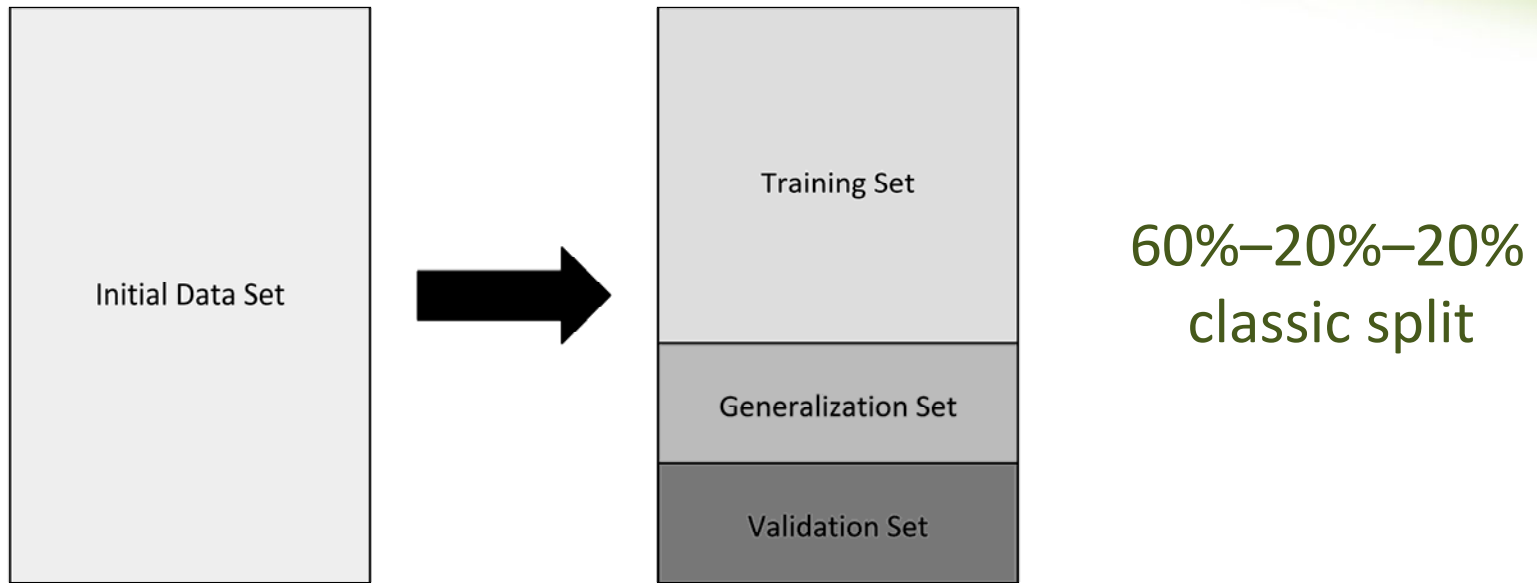 Initial Data Set
Training Set
Generalization Set
Validation Set
60%–20%–20%
classic split